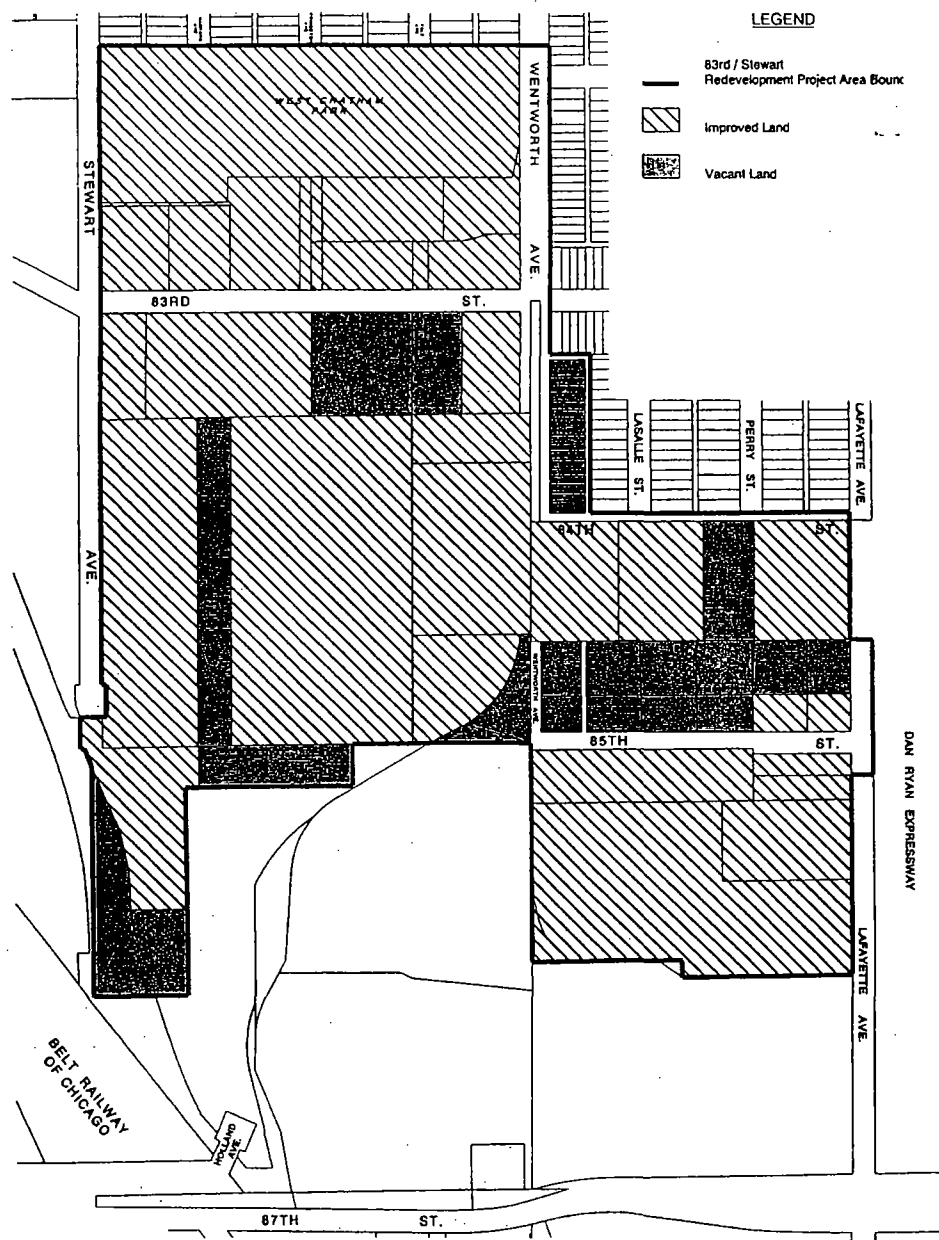 LEGEND
83rd / Stewart
Redevelopment Project Area Bounc
Improved Land
Vacant Land
WEST CHATHAM
PARK
WENTWORTH
AVE.
STEWART
AVE.
83RD ST.
LASALLE ST.
PERRY ST.
LAFAYETTE AVE.
84TH ST.
WENTWORTH AVE.
85TH ST.
DAN RYAN EXPRESSWAY
LAFAYETTE AVE.
BELT RAILWAY
OF CHICAGO
HOLLAND
AVE.
87TH ST.